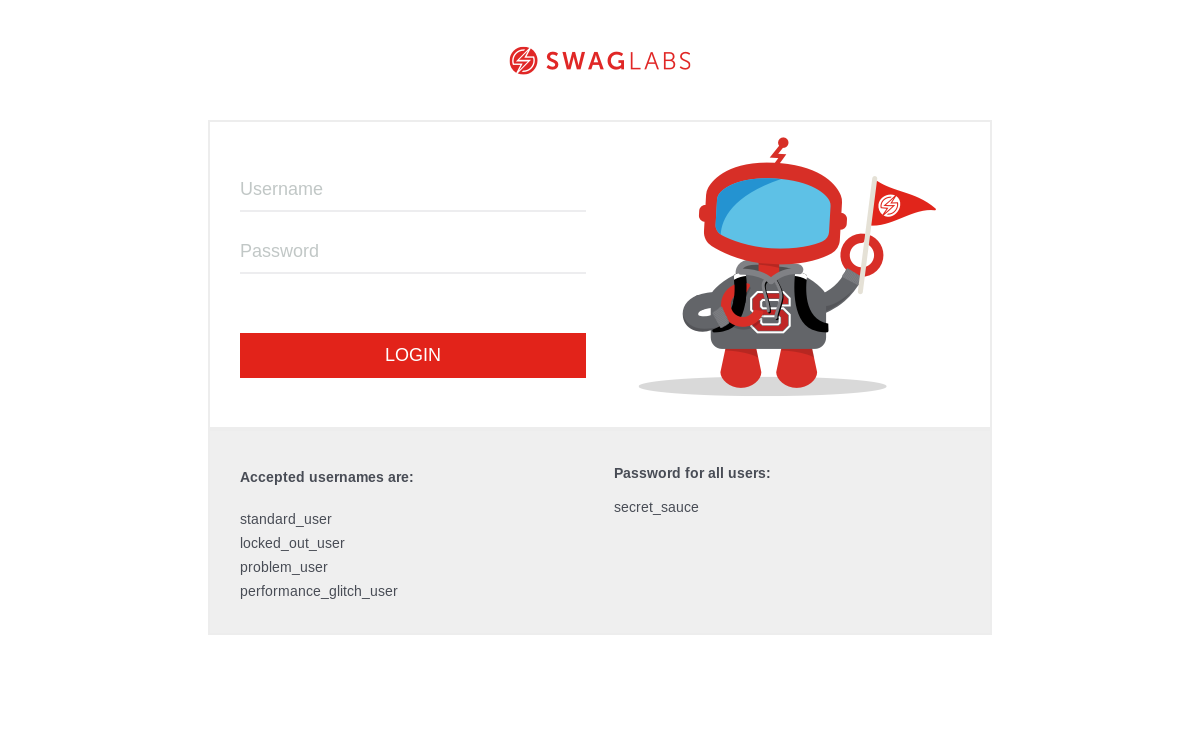 SWAGLABS
Username
Password
S
LOGIN
Accepted usernames are:
standard_user
locked_out_user
problem_user
performance_glitch_user
Password for all users:
secret_sauce